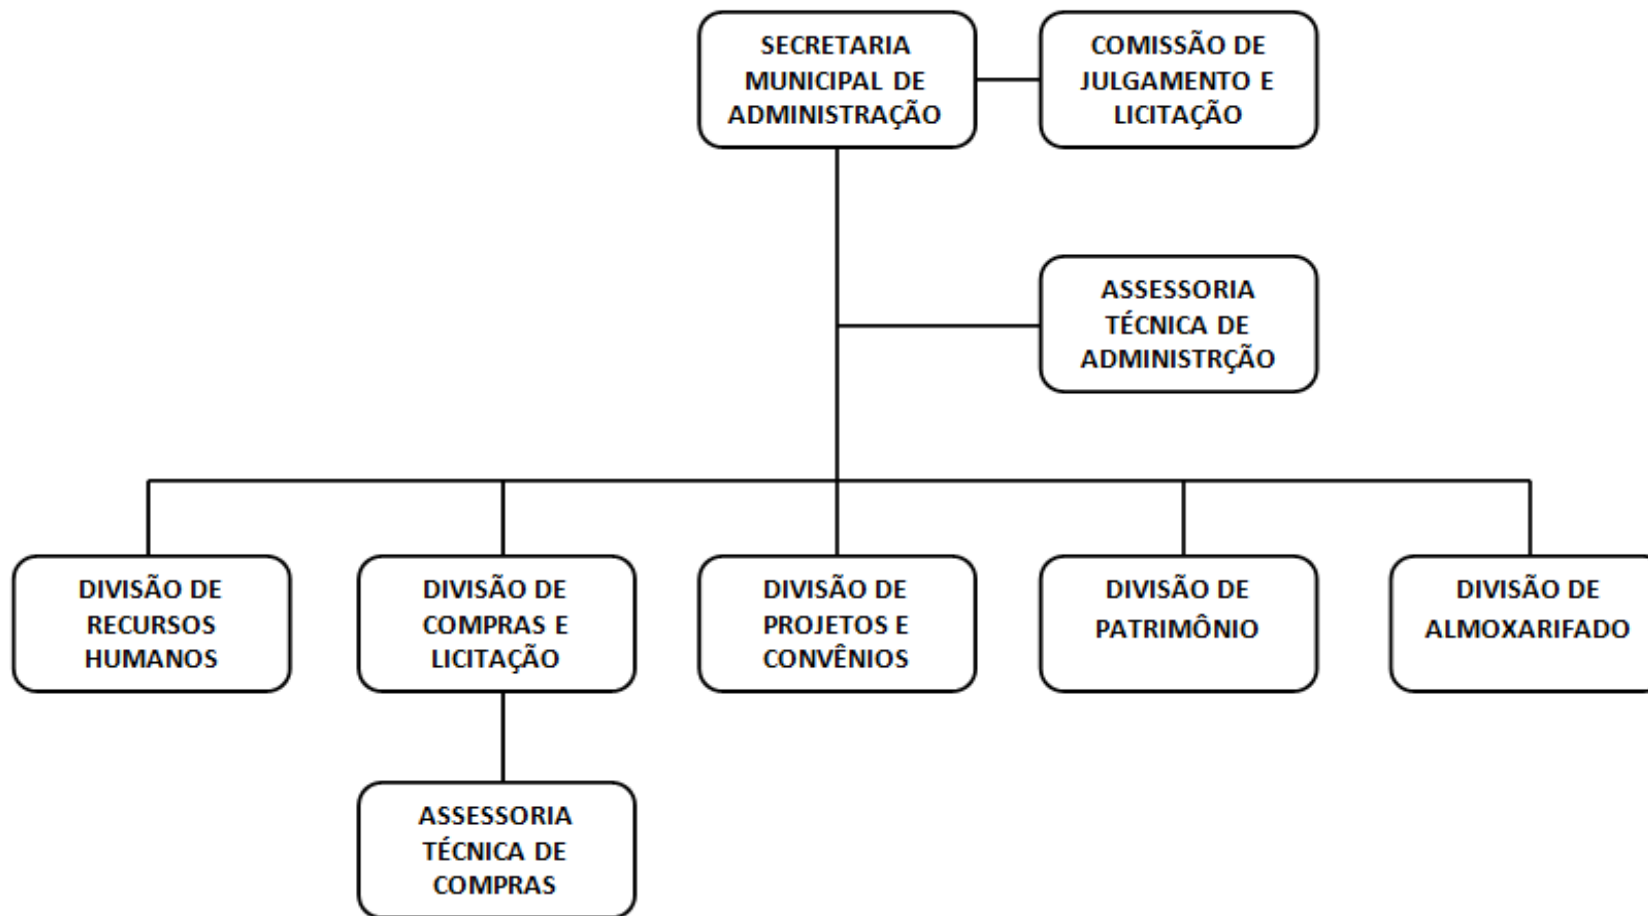 SECRETARIA
MUNICIPAL DE
ADMINISTRAÇÃO
COMISSÃO DE
JULGAMENTO E
LICITAÇÃO
ASSESSORIA
TÉCNICA DE
ADMINISTRÇÃO
DIVISÃO DE
RECURSOS
HUMANOS
DIVISÃO DE
COMPRAS E
LICITAÇÃO
DIVISÃO DE
PROJETOS E
CONVÊNIOS
DIVISÃO DE
PATRIMÔNIO
DIVISÃO DE
ALMOXARIFADO
ASSESSORIA
TÉCNICA DE
COMPRAS